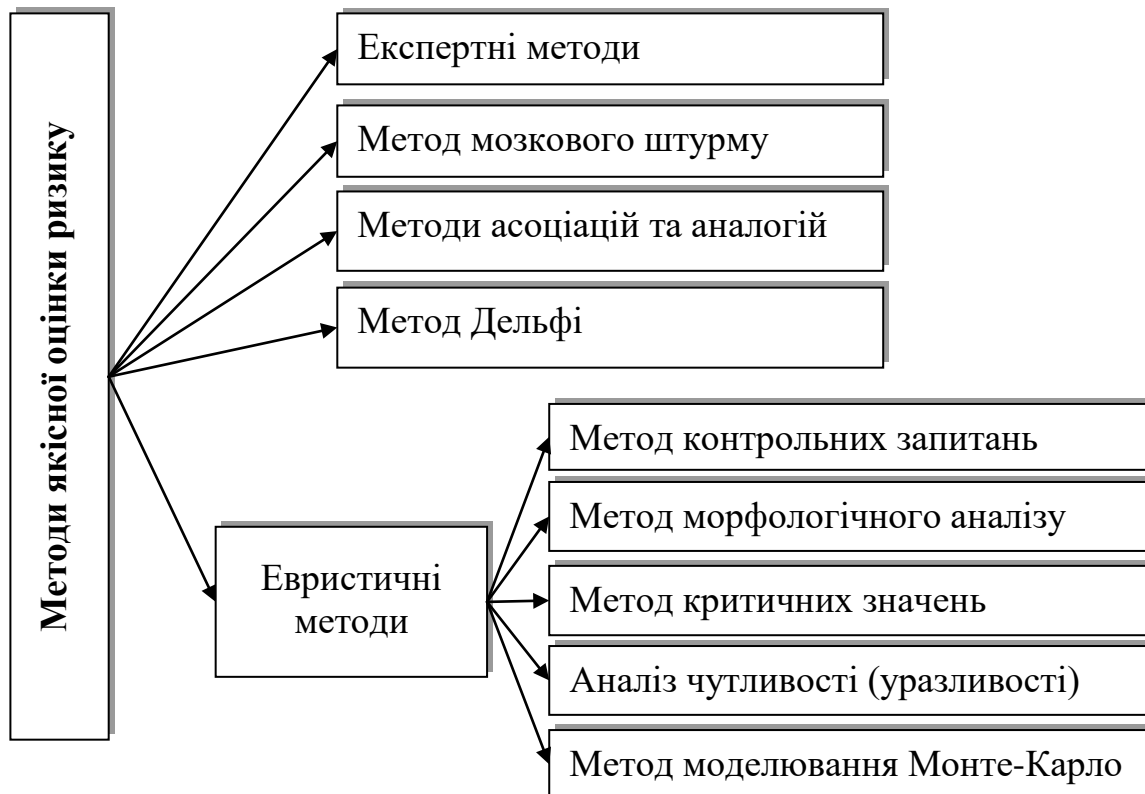 Методи якісної оцінки ризику
Експертні методи
Метод мозкового штурму
Методи асоціацій та аналогій
Метод Дельфі
Евристичні
методи
Метод контрольних запитань
Метод морфологічного аналізу
Метод критичних значень
Аналіз чутливості (уразливості)
Метод моделювання Монте-Карло